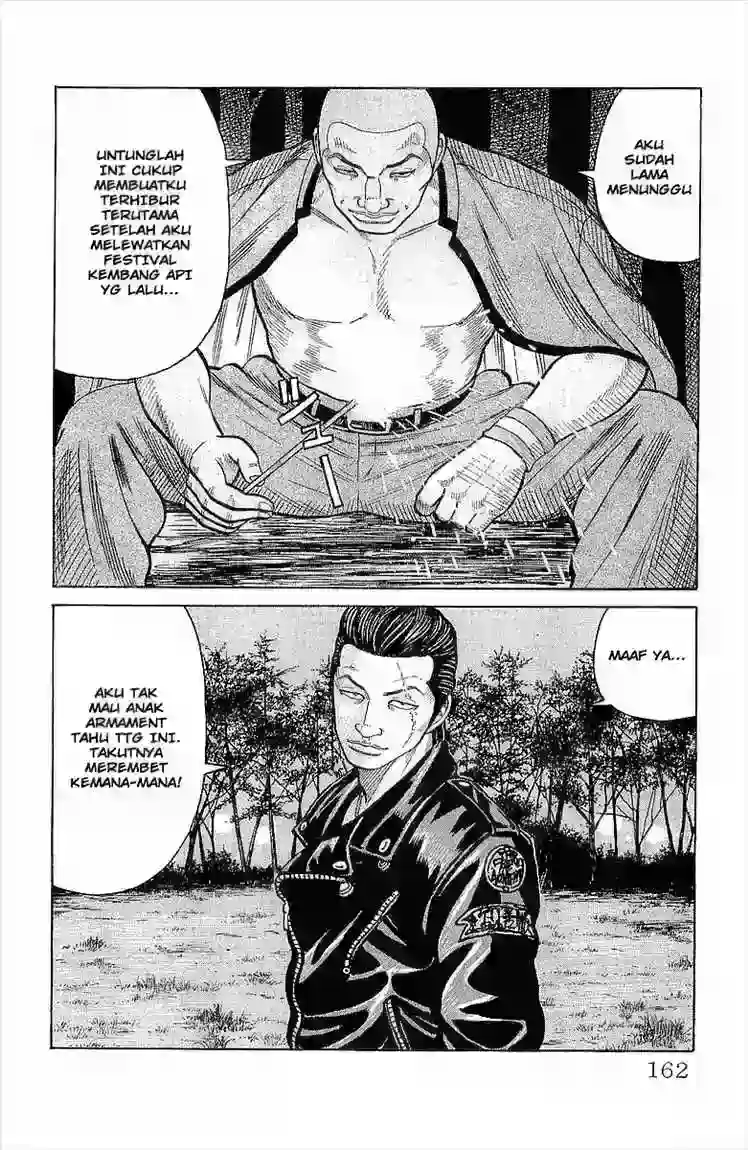 AKU
SUDAH
LAMA
MENUNGGU
UNTUNGLAH
INI CUKUP
MEMBUATKU
TERHIBUR
TERUTAMA
SETELAH AKU
MELEWATKAN
FESTIVAL
KEMBANG API
YG LALU...
MAAF YA...
AKU TAK
MAU ANAK
ARMAMENT
TAHU TTG INI.
TAKUTNYA
MEREMBET
KEMANA-MANA!
162